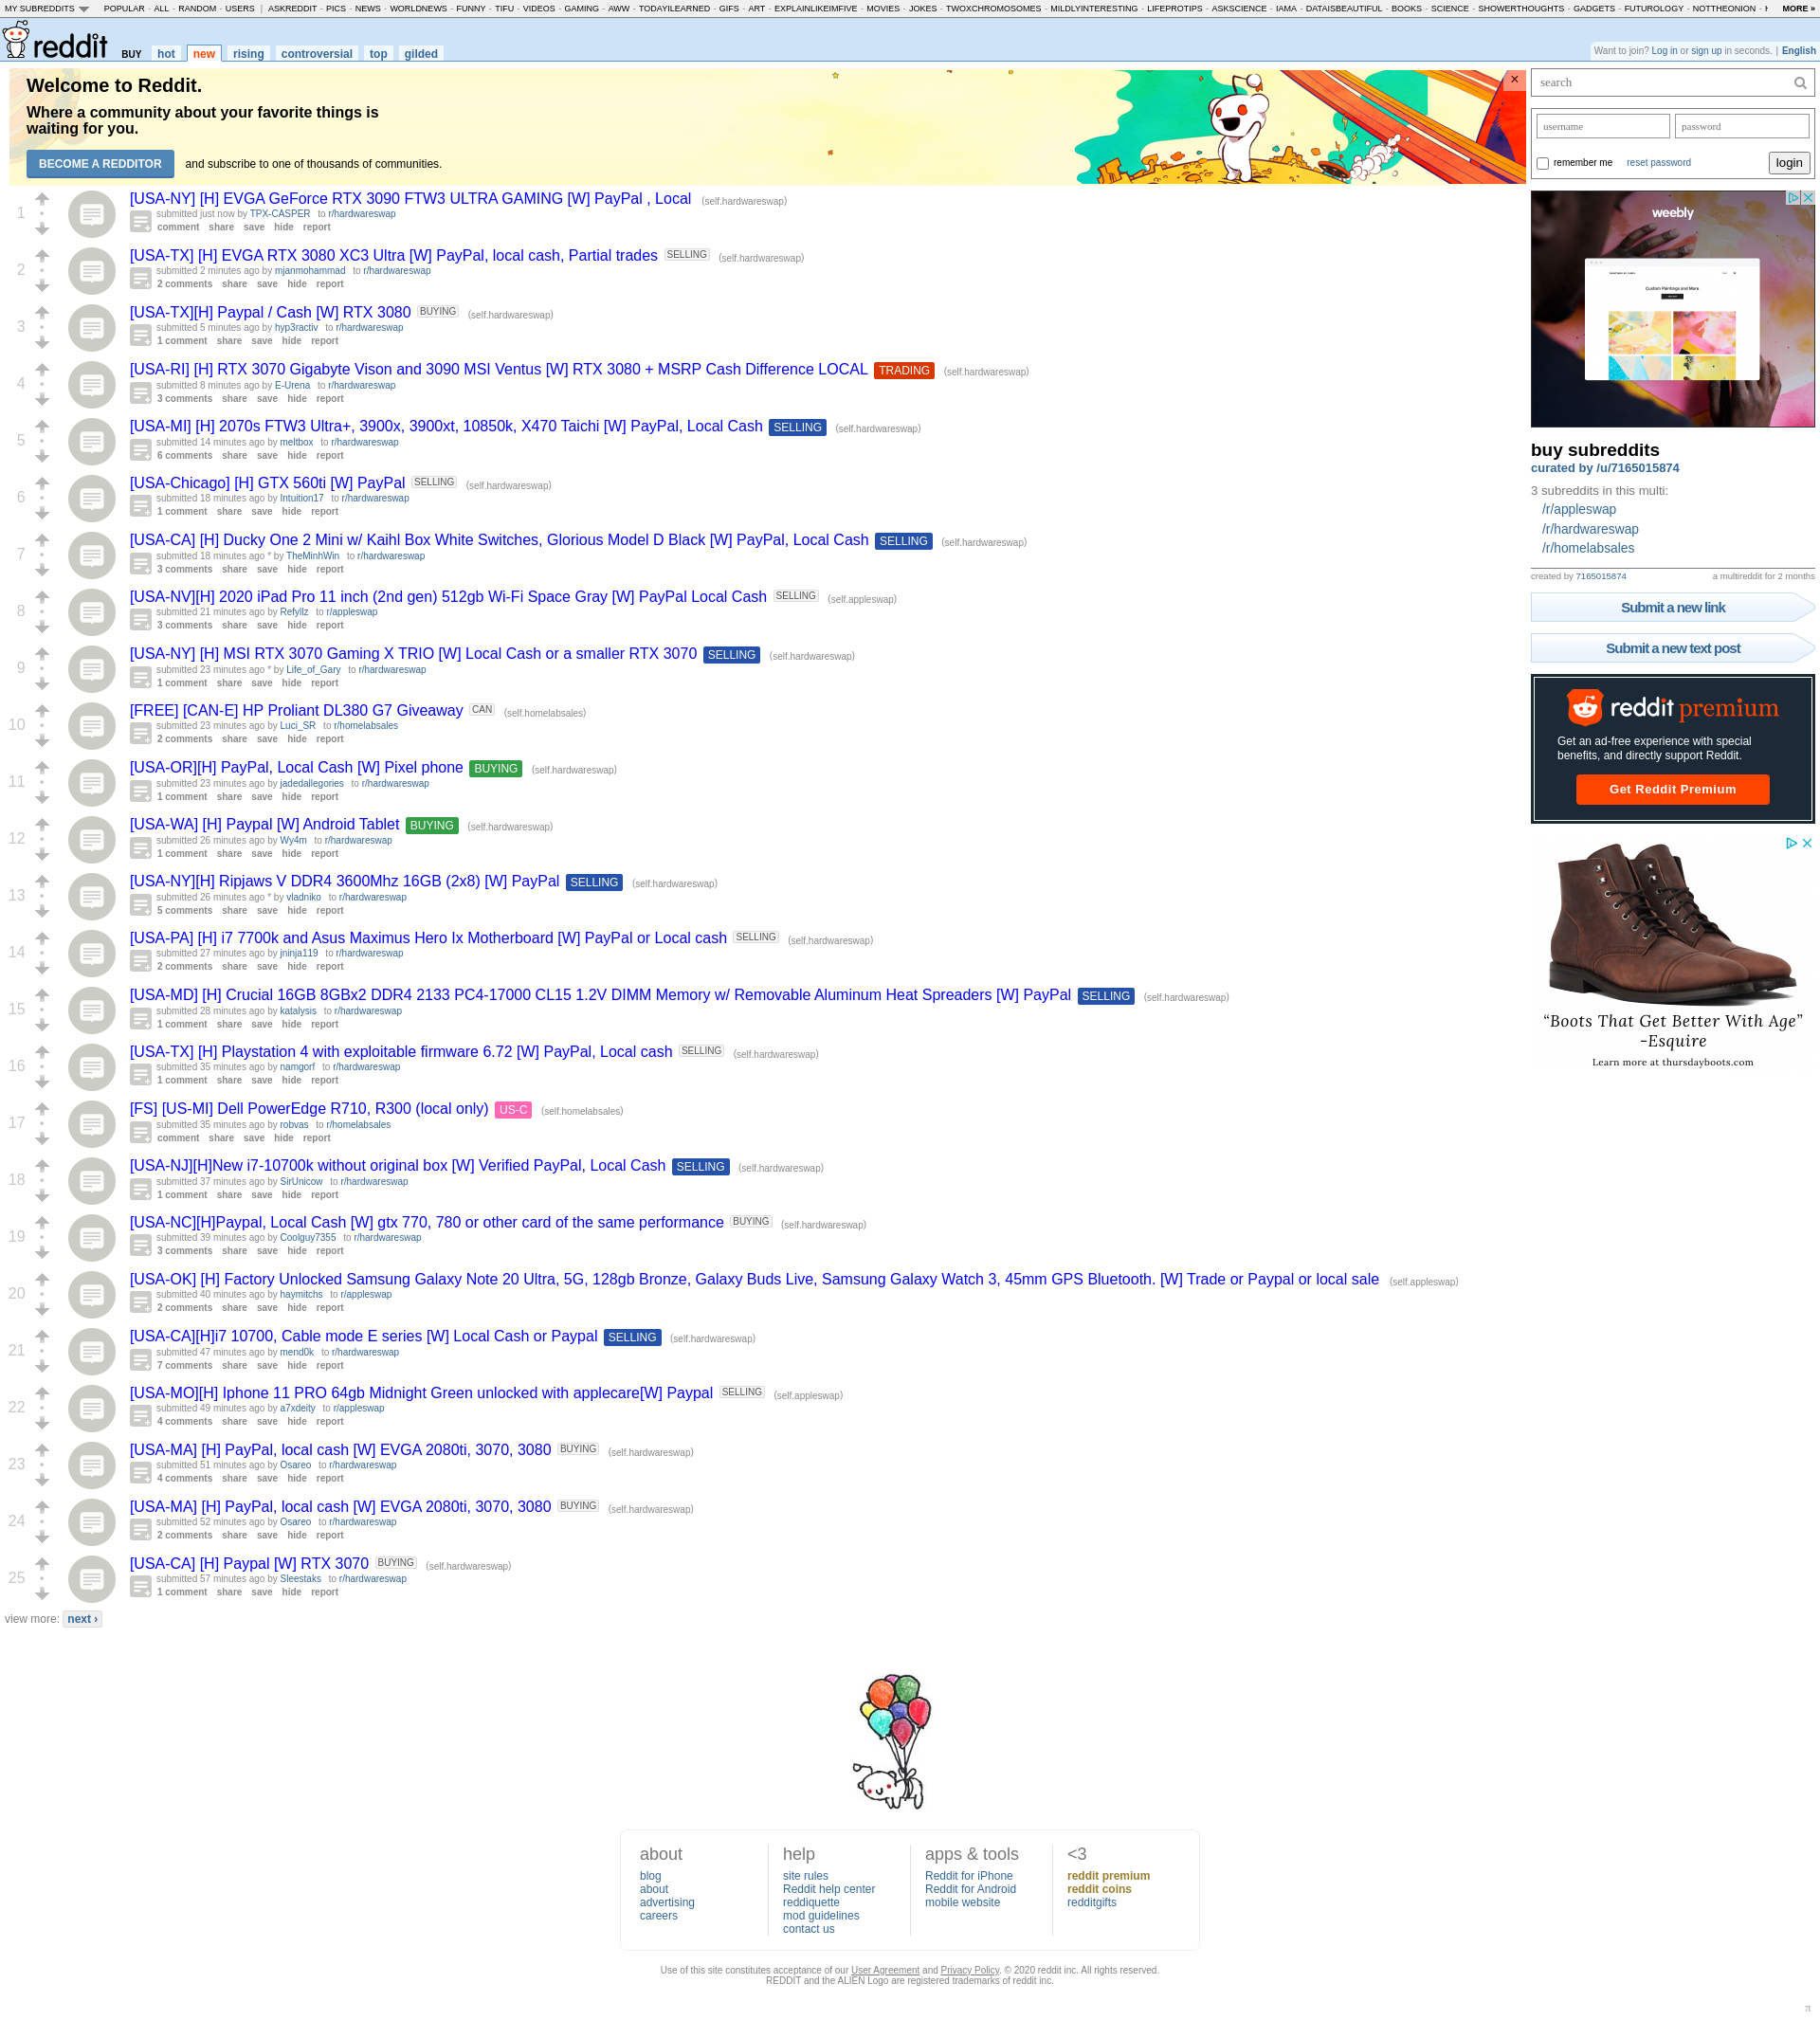 MY SUBREDDITS POPULAR - ALL - RANDOM - USERS | ASKREDDIT - PICS - NEWS - WORLDNEWS - FUNNY - TIFU - VIDEOS - GAMING - AWW - TODAYILEARNED - GIFS - ART - EXPLAINLIKEIMFIVE - MOVIES - JOKES - TWOXCHROMOSOMES - MILDLYINTERESTING - LIFEPROTIPS - ASKSCIENCE - IAMA - DATAISBEAUTIFUL - BOOKS - SCIENCE - SHOWERTHOUGHTS - GADGETS - FUTUROLOGY - NOTTHEONION - MORE »
reddit BUY hot new rising controversial top gilded
Want to join? Log in or sign up in seconds. | English
Welcome to Reddit.
Where a community about your favorite things is
waiting for you.
BECOME A REDDITOR and subscribe to one of thousands of communities.
×
1
[USA-NY] [H] EVGA GeForce RTX 3090 FTW3 ULTRA GAMING [W] PayPal , Local (self.hardwareswap)
submitted just now by TPX-CASPER to r/hardwareswap
comment share save hide report
2
[USA-TX] [H] EVGA RTX 3080 XC3 Ultra [W] PayPal, local cash, Partial trades SELLING (self.hardwareswap)
submitted 2 minutes ago by mjanmohammad to r/hardwareswap
2 comments share save hide report
3
[USA-TX][H] Paypal / Cash [W] RTX 3080 BUYING (self.hardwareswap)
submitted 5 minutes ago by hyp3ractiv to r/hardwareswap
1 comment share save hide report
4
[USA-RI] [H] RTX 3070 Gigabyte Vison and 3090 MSI Ventus [W] RTX 3080 + MSRP Cash Difference LOCAL TRADING (self.hardwareswap)
submitted 8 minutes ago by E-Urena to r/hardwareswap
3 comments share save hide report
5
[USA-MI] [H] 2070s FTW3 Ultra+, 3900x, 3900xt, 10850k, X470 Taichi [W] PayPal, Local Cash SELLING (self.hardwareswap)
submitted 14 minutes ago by meltbox to r/hardwareswap
6 comments share save hide report
6
[USA-Chicago] [H] GTX 560ti [W] PayPal SELLING (self.hardwareswap)
submitted 18 minutes ago by Intuition17 to r/hardwareswap
1 comment share save hide report
7
[USA-CA] [H] Ducky One 2 Mini w/ Kaihl Box White Switches, Glorious Model D Black [W] PayPal, Local Cash SELLING (self.hardwareswap)
submitted 18 minutes ago * by TheMinhWin to r/hardwareswap
3 comments share save hide report
8
[USA-NV][H] 2020 iPad Pro 11 inch (2nd gen) 512gb Wi-Fi Space Gray [W] PayPal Local Cash SELLING (self.appleswap)
submitted 21 minutes ago by Refyllz to r/appleswap
3 comments share save hide report
9
[USA-NY] [H] MSI RTX 3070 Gaming X TRIO [W] Local Cash or a smaller RTX 3070 SELLING (self.hardwareswap)
submitted 23 minutes ago * by Life_of_Gary to r/hardwareswap
1 comment share save hide report
10
[FREE] [CAN-E] HP Proliant DL380 G7 Giveaway CAN (self.homelabsales)
submitted 23 minutes ago by Luci_SR to r/homelabsales
2 comments share save hide report
11
[USA-OR][H] PayPal, Local Cash [W] Pixel phone BUYING (self.hardwareswap)
submitted 23 minutes ago by jadedallegories to r/hardwareswap
1 comment share save hide report
12
[USA-WA] [H] Paypal [W] Android Tablet BUYING (self.hardwareswap)
submitted 26 minutes ago by Wy4m to r/hardwareswap
1 comment share save hide report
13
[USA-NY][H] Ripjaws V DDR4 3600Mhz 16GB (2x8) [W] PayPal SELLING (self.hardwareswap)
submitted 26 minutes ago * by vladniko to r/hardwareswap
5 comments share save hide report
14
[USA-PA] [H] i7 7700k and Asus Maximus Hero Ix Motherboard [W] PayPal or Local cash SELLING (self.hardwareswap)
submitted 27 minutes ago by jninja119 to r/hardwareswap
2 comments share save hide report
15
[USA-MD] [H] Crucial 16GB 8GBx2 DDR4 2133 PC4-17000 CL15 1.2V DIMM Memory w/ Removable Aluminum Heat Spreaders [W] PayPal SELLING (self.hardwareswap)
submitted 28 minutes ago by katalysis to r/hardwareswap
1 comment share save hide report
16
[USA-TX] [H] Playstation 4 with exploitable firmware 6.72 [W] PayPal, Local cash SELLING (self.hardwareswap)
submitted 35 minutes ago by namgorf to r/hardwareswap
1 comment share save hide report
17
[FS] [US-MI] Dell PowerEdge R710, R300 (local only) US-C (self.homelabsales)
submitted 35 minutes ago by robvas to r/homelabsales
comment share save hide report
18
[USA-NJ][H]New i7-10700k without original box [W] Verified PayPal, Local Cash SELLING (self.hardwareswap)
submitted 37 minutes ago by SirUnicow to r/hardwareswap
1 comment share save hide report
19
[USA-NC][H]Paypal, Local Cash [W] gtx 770, 780 or other card of the same performance BUYING (self.hardwareswap)
submitted 39 minutes ago by Coolguy7355 to r/hardwareswap
3 comments share save hide report
20
[USA-OK] [H] Factory Unlocked Samsung Galaxy Note 20 Ultra, 5G, 128gb Bronze, Galaxy Buds Live, Samsung Galaxy Watch 3, 45mm GPS Bluetooth. [W] Trade or Paypal or local sale (self.appleswap)
submitted 40 minutes ago by haymitchs to r/appleswap
2 comments share save hide report
21
[USA-CA][H]i7 10700, Cable mode E series [W] Local Cash or Paypal SELLING (self.hardwareswap)
submitted 47 minutes ago by mend0k to r/hardwareswap
7 comments share save hide report
22
[USA-MO][H] Iphone 11 PRO 64gb Midnight Green unlocked with applecare[W] Paypal SELLING (self.appleswap)
submitted 49 minutes ago by a7xdeity to r/appleswap
4 comments share save hide report
23
[USA-MA] [H] PayPal, local cash [W] EVGA 2080ti, 3070, 3080 BUYING (self.hardwareswap)
submitted 51 minutes ago by Osareo to r/hardwareswap
4 comments share save hide report
24
[USA-MA] [H] PayPal, local cash [W] EVGA 2080ti, 3070, 3080 BUYING (self.hardwareswap)
submitted 52 minutes ago by Osareo to r/hardwareswap
2 comments share save hide report
25
[USA-CA] [H] Paypal [W] RTX 3070 BUYING (self.hardwareswap)
submitted 57 minutes ago by Sleestaks to r/hardwareswap
1 comment share save hide report
view more: next ›
search
username password
remember me reset password login
weebly
Custom Paintings and More
buy subreddits
curated by /u/7165015874
3 subreddits in this multi:
/r/appleswap
/r/hardwareswap
/r/homelabsales
created by 7165015874 a multireddit for 2 months
Submit a new link
Submit a new text post
reddit premium
Get an ad-free experience with special
benefits, and directly support Reddit.
Get Reddit Premium
“Boots That Get Better With Age”
-Esquire
Learn more at thursdayboots.com
about
blog
about
advertising
careers
help
site rules
Reddit help center
reddiquette
mod guidelines
contact us
apps & tools
Reddit for iPhone
Reddit for Android
mobile website
<3
reddit premium
reddit coins
redditgifts
Use of this site constitutes acceptance of our User Agreement and Privacy Policy. © 2020 reddit inc. All rights reserved.
REDDIT and the ALIEN Logo are registered trademarks of reddit inc.
π